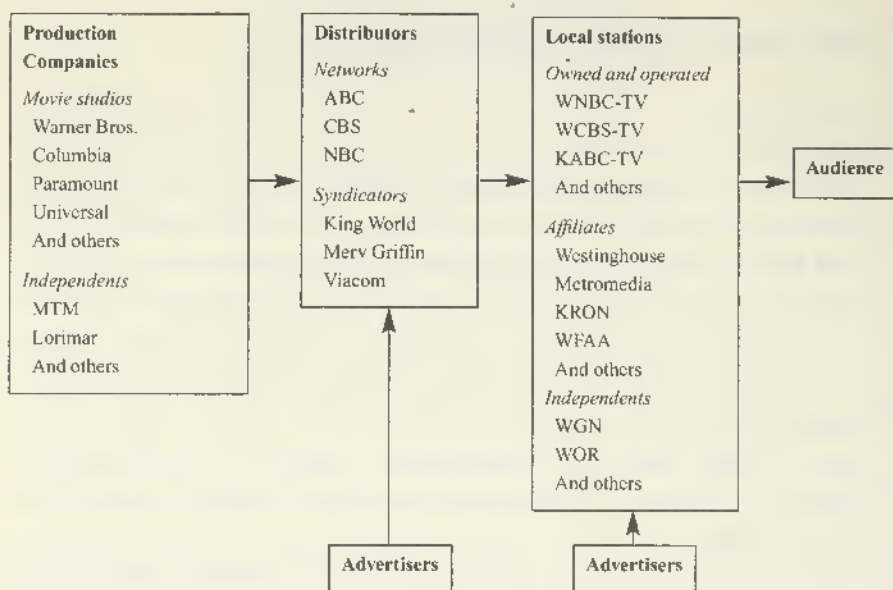 Production
Companies
Movie studios
Warner Bros.
Columbia
Paramount
Universal
And others
Independents
MTM
Lorimar
And others
Distributors
Networks
ABC
CBS
NBC
Syndicators
King World
Merv Griffin
Viacom
Local stations
Owned and operated
WNBC-TV
WCBS-TV
KABC-TV
And others
Affiliates
Westinghouse
Metromedia
KRON
WFAA
And others
Independents
WGN
WOR
And others
Audience
Advertisers
Advertisers